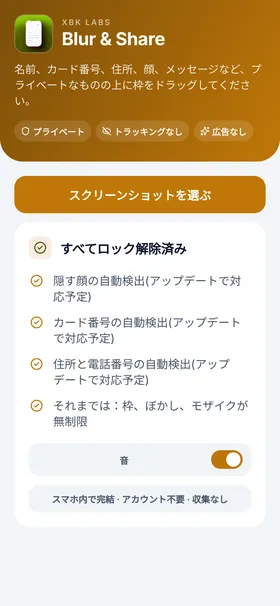 XBK LABS
Blur & Share
名前、カード番号、住所、顔、メッセージなど、プ
ライベートなものの上に枠をドラッグしてくださ
い。
プライベート
トラッキングなし
広告なし
スクリーンショットを選ぶ
すべてロック解除済み
隠す顔の自動検出(アップデートで対
応予定)
カード番号の自動検出(アップデート
で対応予定)
住所と電話番号の自動検出(アップ
デートで対応予定)
それまでは：枠、ぼかし、モザイクが
無制限
音
スマホ内で完結・アカウント不要・収集なし